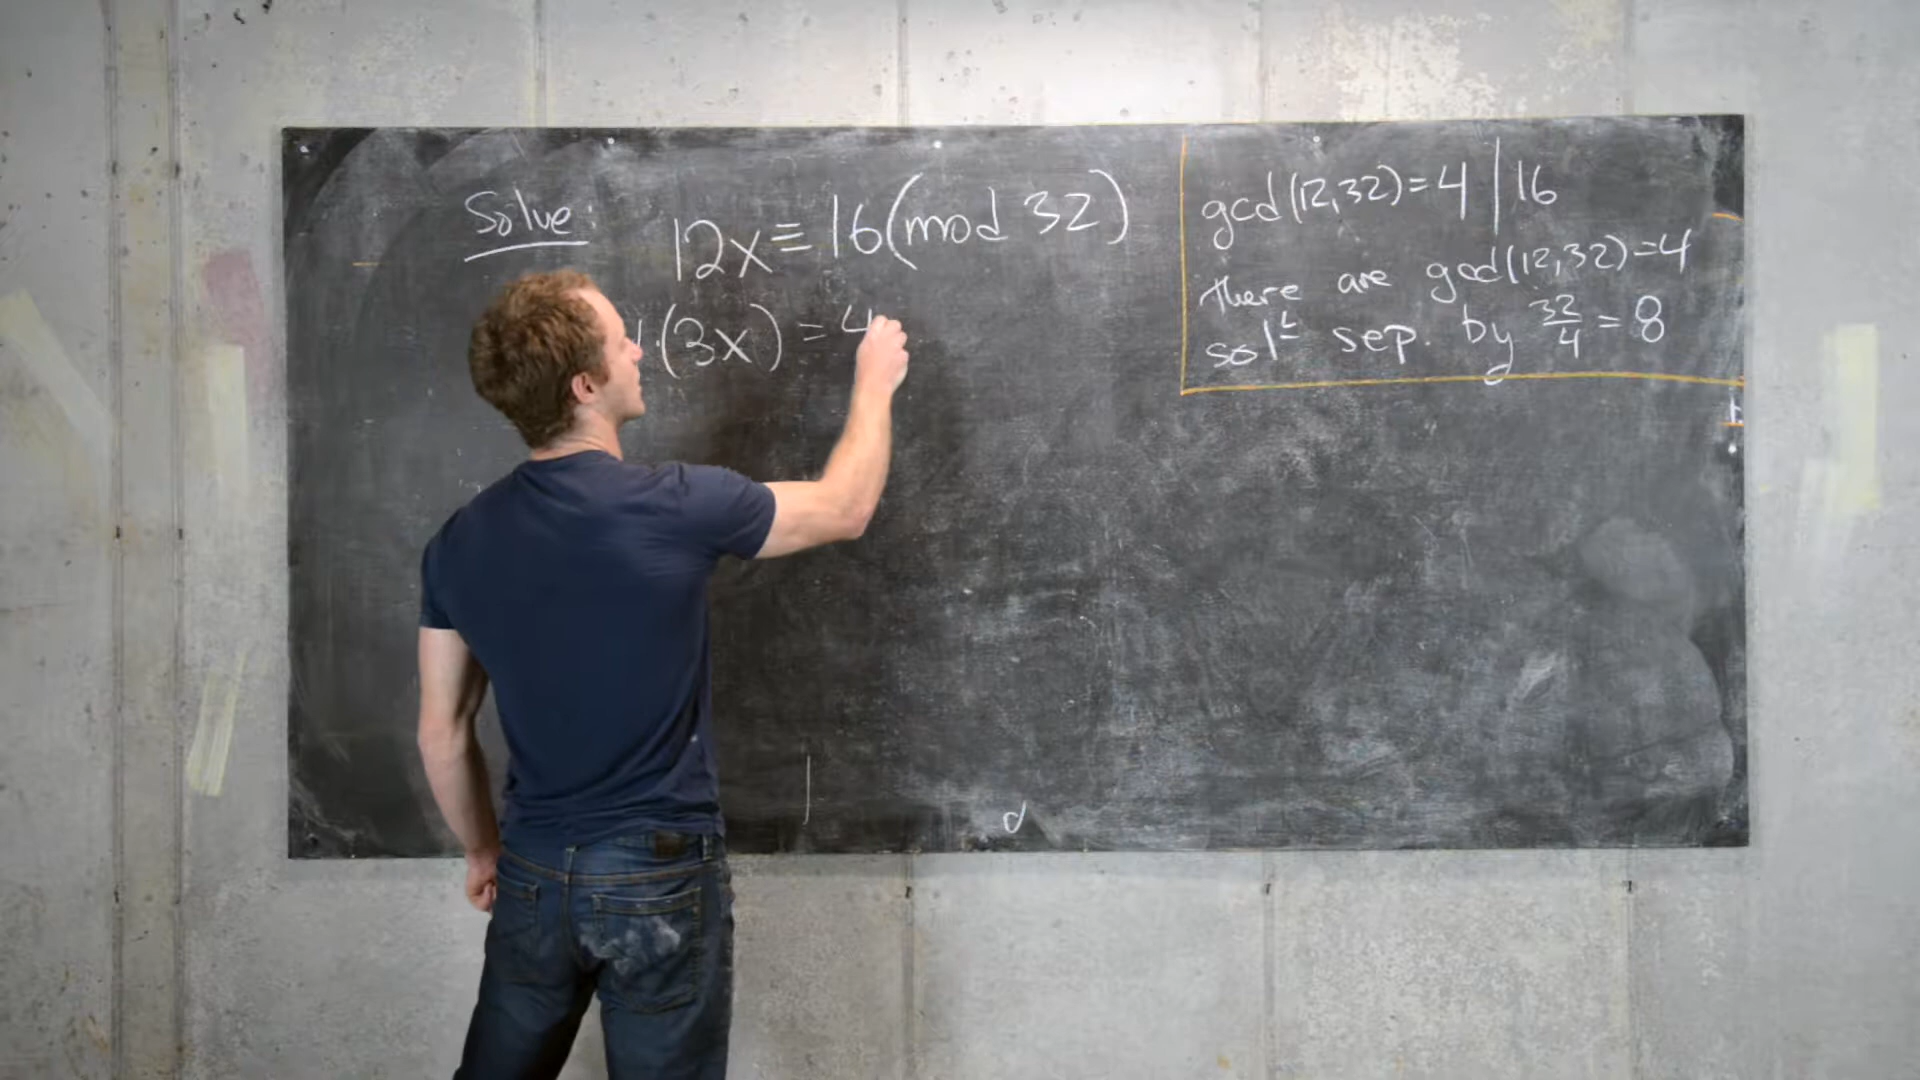 Solve: 12x≡16(mod 32)
·(3x)=4
gcd(12,32)=4|16
there are gcd(12,32)=4
solᵗ sep. by 32/4=8
d